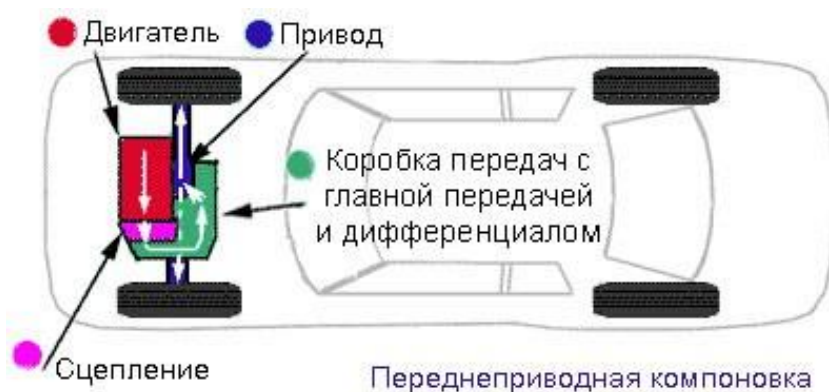 Двигатель
Привод
Коробка передач с
главной передачей
и дифференциалом
Сцепление
Переднеприводная компоновка